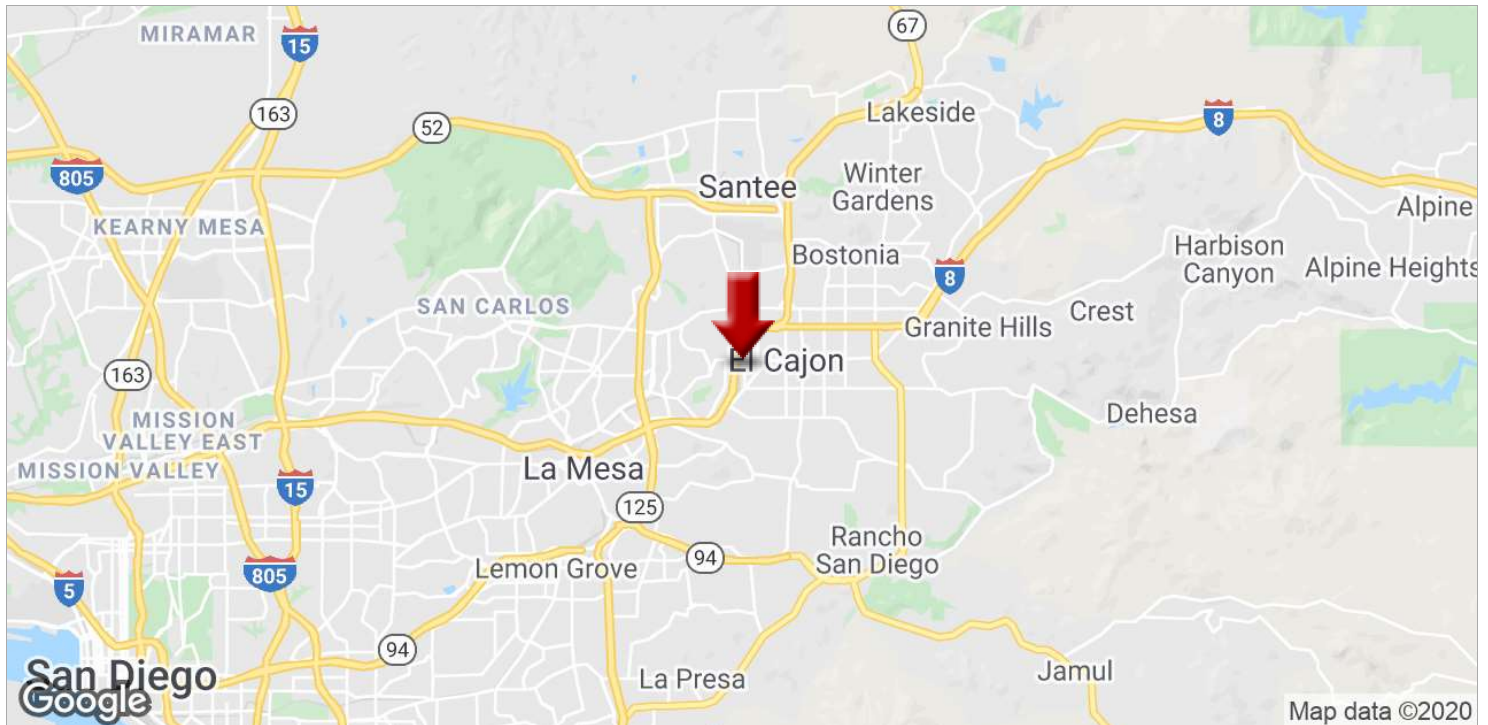 MIRAMAR
15
67
163
52
Lakeside
8
805
Santee
Winter
Gardens
Alpine
KEARNY MESA
Bostonia
Harbison
Canyon
Alpine Heights
8
SAN CARLOS
Crest
Granite Hills
El Cajon
163
MISSION
VALLEY EAST
Dehesa
MISSION VALLEY
La Mesa
15
125
Rancho
San Diego
94
Lemon Grove
805
5
94
San Diego
La Presa
Jamul
Google
Map data ©2020